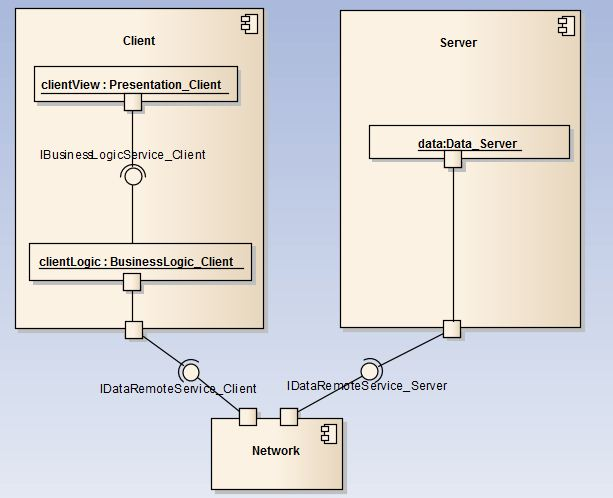 Client
Server
clientView : Presentation_Client
data:Data_Server
IBusinessLogicService_Client
clientLogic : BusinessLogic_Client
IDataRemoteService_Client
IDataRemoteService_Server
Network